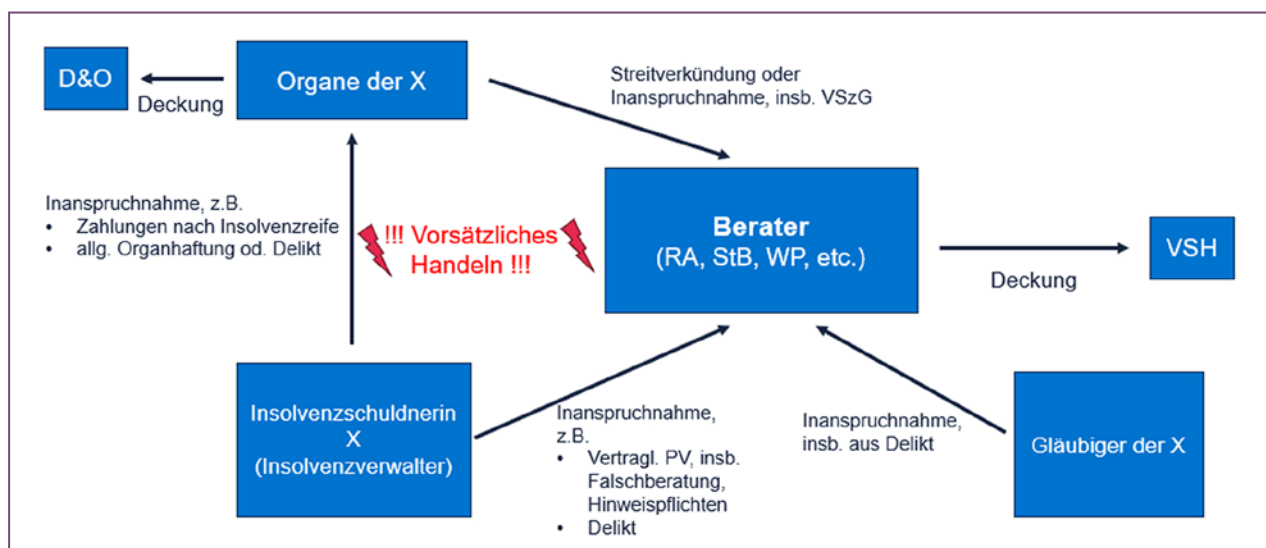 D&O
Deckung
Organe der X
Streitverkündung oder
Inanspruchnahme, insb. VSzG
Inanspruchnahme, z.B.
• Zahlungen nach Insolvenzreife
• allg. Organhaftung od. Delikt
!!! Vorsätzliches
Handeln !!!
Berater
(RA, StB, WP, etc.)
Deckung
VSH
Insolvenzschuldnerin
X
(Insolvenzverwalter)
Inanspruchnahme,
z.B.
• Vertragl. PV, insb.
Falschberatung,
Hinweispflichten
• Delikt
Inanspruchnahme,
insb. aus Delikt
Gläubiger der X